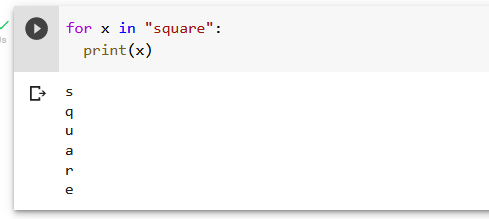 for x in "square":
  print(x)
s
q
u
a
r
e